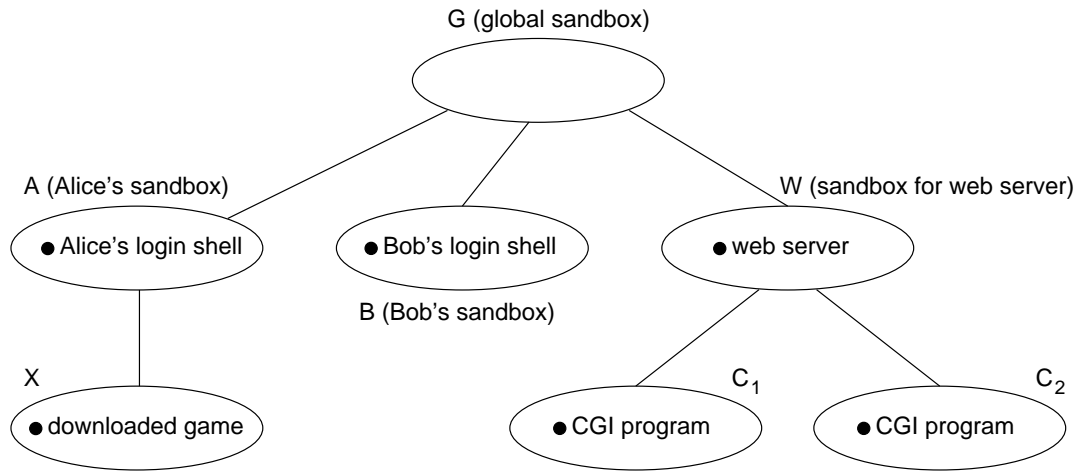 G (global sandbox)
A (Alice's sandbox)
W (sandbox for web server)
Alice's login shell
Bob's login shell
web server
B (Bob's sandbox)
X
C1
C2
downloaded game
CGI program
CGI program